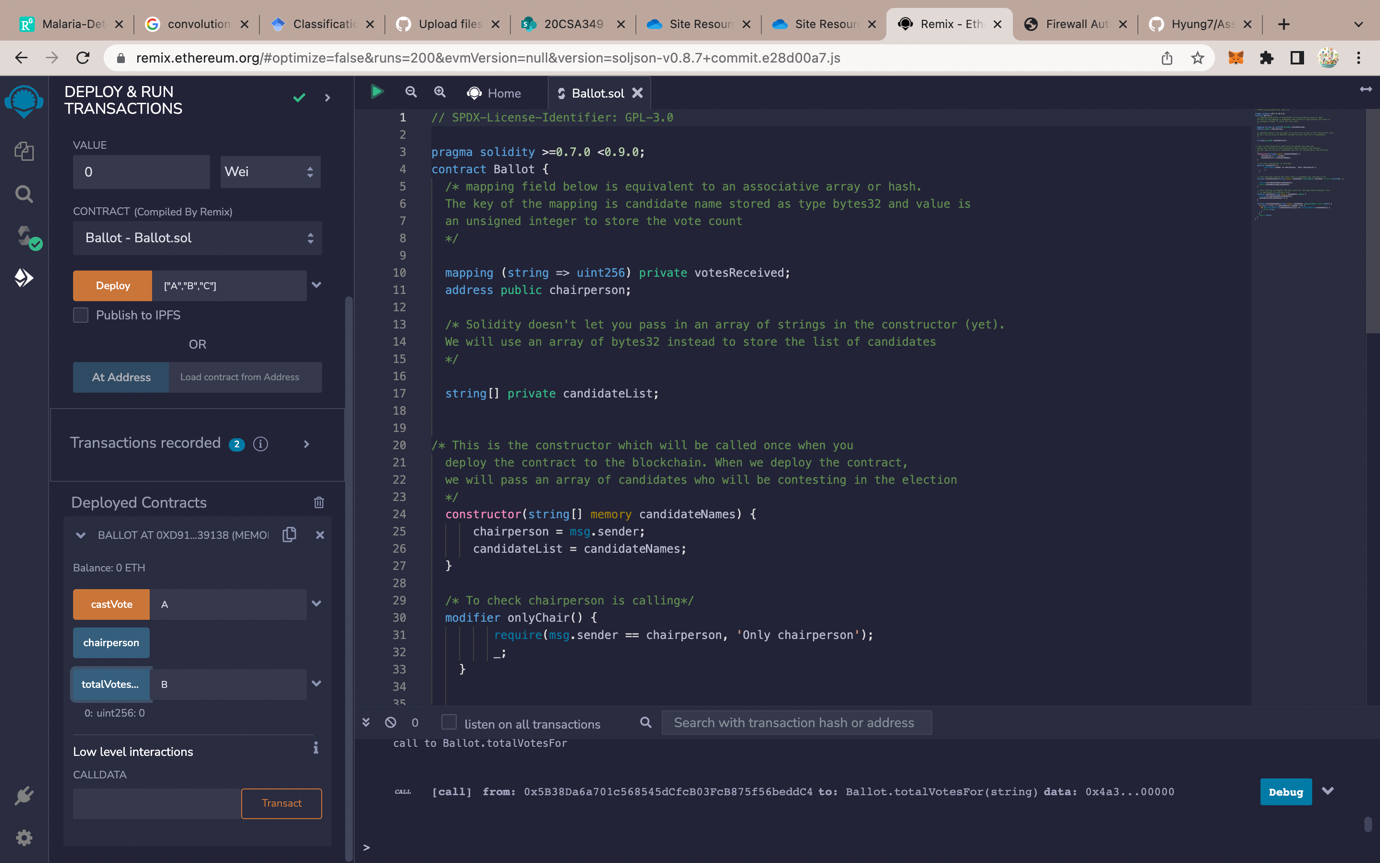 Malaria-Det
convolution
Classificati
Upload files
20CSA349
Site Resour
Site Resour
Remix - Eth
Firewall Aut
Hyung7/Ass
remix.ethereum.org/#optimize=false&runs=200&evmVersion=null&version=soljson-v0.8.7+commit.e28d00a7.js
DEPLOY & RUN
TRANSACTIONS
VALUE
0
Wei
CONTRACT (Compiled By Remix)
Ballot - Ballot.sol
Deploy
["A","B","C"]
Publish to IPFS
OR
At Address
Load contract from Address
Transactions recorded 2 i
Deployed Contracts
BALLOT AT 0XD91...39138 (MEMO
Balance: 0 ETH
castVote
A
chairperson
totalVotes...
B
0: uint256: 0
Low level interactions
i
CALLDATA
Transact
Home
Ballot.sol
1 // SPDX-License-Identifier: GPL-3.0
2
3 pragma solidity >=0.7.0 <0.9.0;
4 contract Ballot {
5 /* mapping field below is equivalent to an associative array or hash.
6 The key of the mapping is candidate name stored as type bytes32 and value is
7 an unsigned integer to store the vote count
8 */
9
10 mapping (string => uint256) private votesReceived;
11 address public chairperson;
12
13 /* Solidity doesn't let you pass in an array of strings in the constructor (yet).
14 We will use an array of bytes32 instead to store the list of candidates
15 */
16
17 string[] private candidateList;
18
19
20 /* This is the constructor which will be called once when you
21 deploy the contract to the blockchain. When we deploy the contract,
22 we will pass an array of candidates who will be contesting in the election
23 */
24 constructor(string[] memory candidateNames) {
25 chairperson = msg.sender;
26 candidateList = candidateNames;
27 }
28
29 /* To check chairperson is calling*/
30 modifier onlyChair() {
31 require(msg.sender == chairperson, 'Only chairperson');
32 _;
33 }
34
35
0
listen on all transactions
Search with transaction hash or address
call to Ballot.totalVotesFor
CALL [call] from: 0x5B38Da6a701c568545dCfcB03FcB875f56beddC4 to: Ballot.totalVotesFor(string) data: 0x4a3...00000
Debug
>